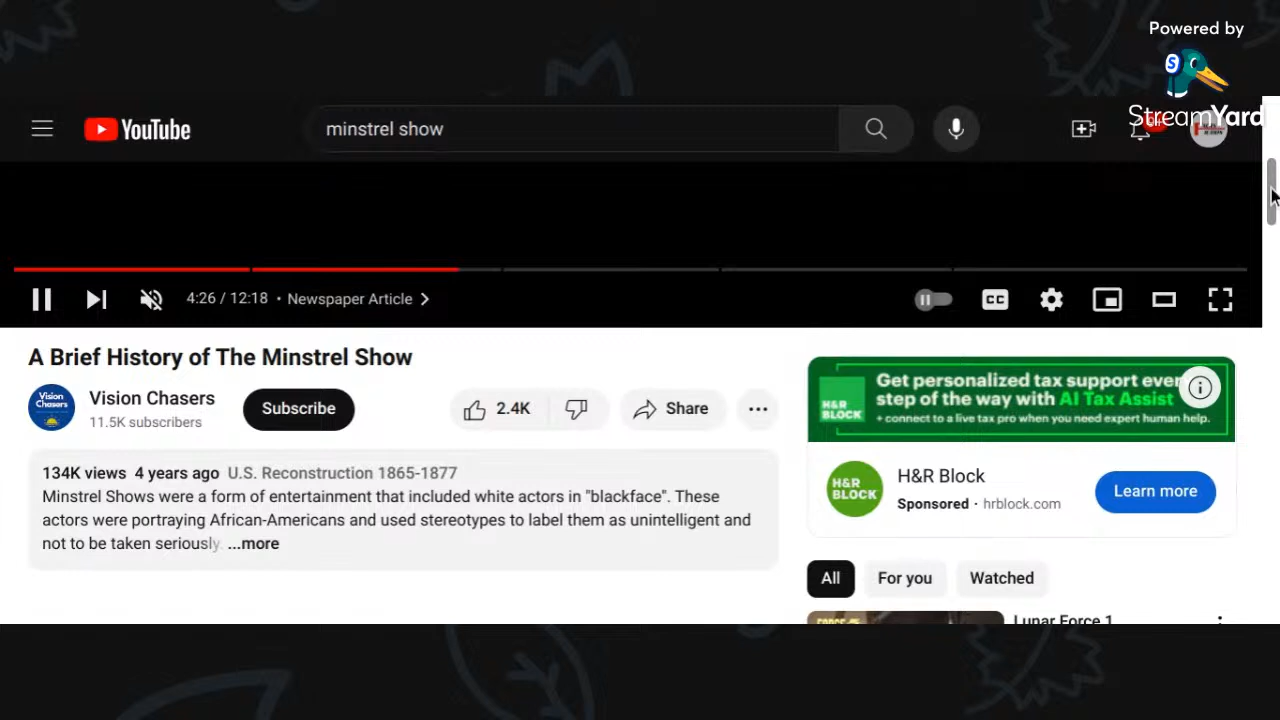 Powered by
StreamYard
YouTube
minstrel show
4:26 / 12:18 • Newspaper Article
CC
A Brief History of The Minstrel Show
Vision Chasers
Vision Chasers
11.5K subscribers
Subscribe
2.4K
Share
134K views 4 years ago U.S. Reconstruction 1865-1877
Minstrel Shows were a form of entertainment that included white actors in "blackface". These
actors were portraying African-Americans and used stereotypes to label them as unintelligent and
not to be taken seriously. ...more
H&R BLOCK
Get personalized tax support every
step of the way with AI Tax Assist
+ connect to a live tax pro when you need expert human help.
H&R BLOCK
H&R Block
Sponsored • hrblock.com
Learn more
All
For you
Watched
Lunar Force 1